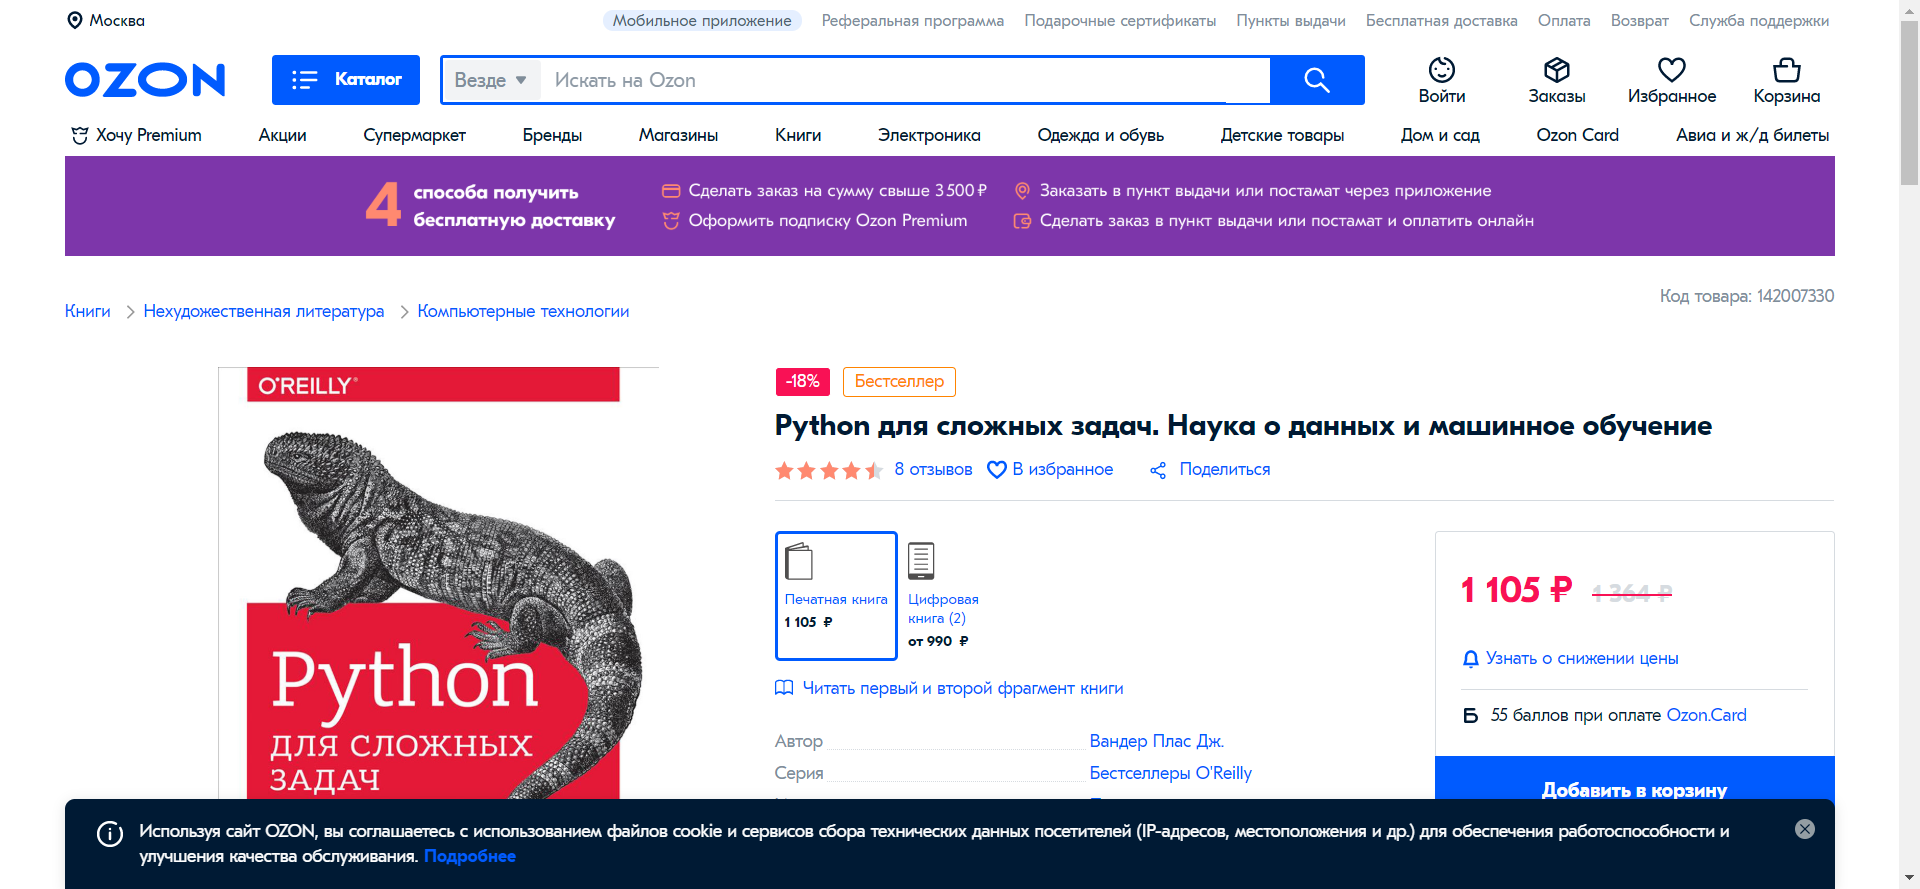 Москва
Мобильное приложение Реферальная программа Подарочные сертификаты Пункты выдачи Бесплатная доставка Оплата Возврат Служба поддержки
OZON
Каталог
Везде Искать на Ozon
Войти Заказы Избранное Корзина
Хочу Premium Акции Супермаркет Бренды Магазины Книги Электроника Одежда и обувь Детские товары Дом и сад Ozon Card Авиа и ж/д билеты
4 способа получить
бесплатную доставку
Сделать заказ на сумму свыше 3 500 ₽
Оформить подписку Ozon Premium
Заказать в пункт выдачи или постамат через приложение
Сделать заказ в пункт выдачи или постамат и оплатить онлайн
Код товара: 142007330
Книги Нехудожественная литература Компьютерные технологии
O'REILLY®
Python
для сложных
задач
-18% Бестселлер
Python для сложных задач. Наука о данных и машинное обучение
8 отзывов В избранное Поделиться
Печатная книга
1 105 ₽
Цифровая
книга (2)
от 990 ₽
Читать первый и второй фрагмент книги
Автор Вандер Плас Дж.
Серия Бестселлеры O'Reilly
1 105 ₽ 1 364 ₽
Узнать о снижении цены
Б 55 баллов при оплате Ozon.Card
Добавить в корзину
Используя сайт OZON, вы соглашаетесь с использованием файлов cookie и сервисов сбора технических данных посетителей (IP-адресов, местоположения и др.) для обеспечения работоспособности и
улучшения качества обслуживания. Подробнее